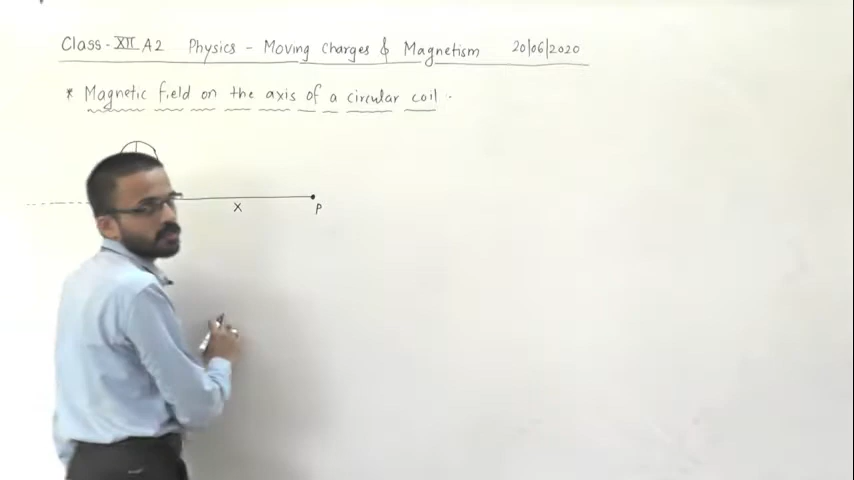 Class - XII A2 Physics - Moving Charges & Magnetism 20/06/2020
* Magnetic field on the axis of a circular coil .
x
P